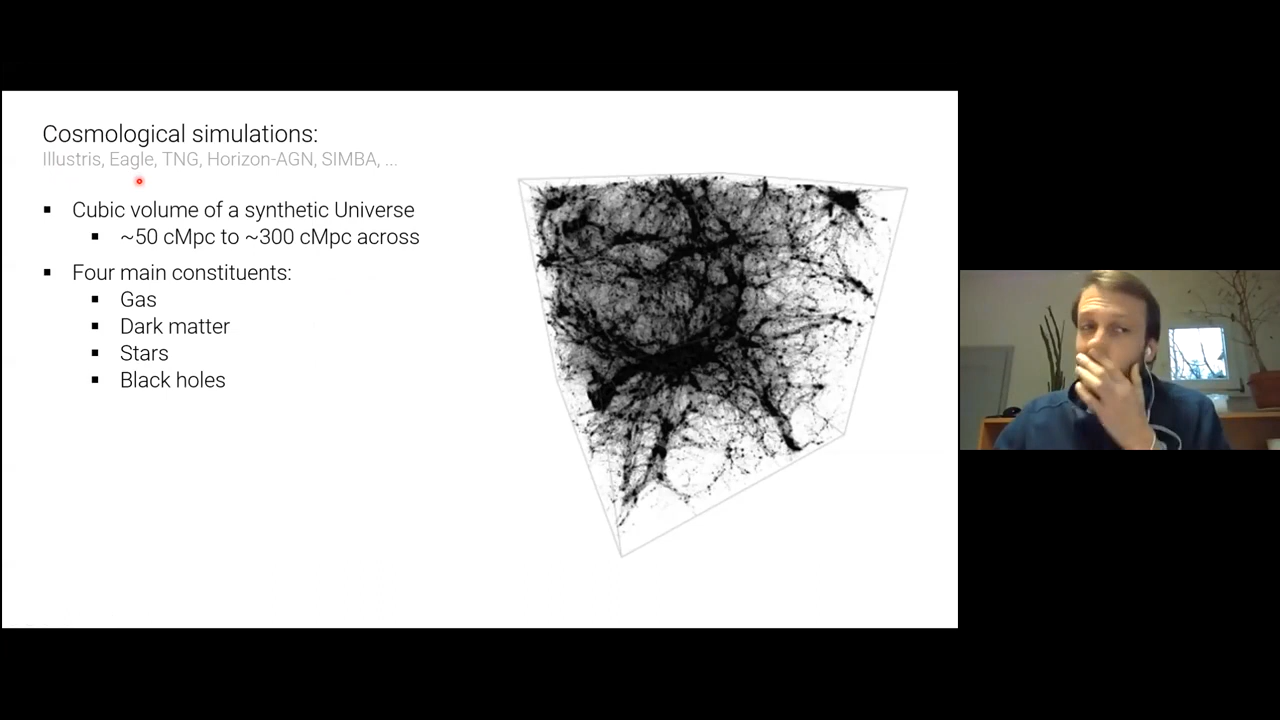 Cosmological simulations:
Illustris, Eagle, TNG, Horizon-AGN, SIMBA, ...
▪ Cubic volume of a synthetic Universe
▪ ~50 cMpc to ~300 cMpc across
▪ Four main constituents:
▪ Gas
▪ Dark matter
▪ Stars
▪ Black holes